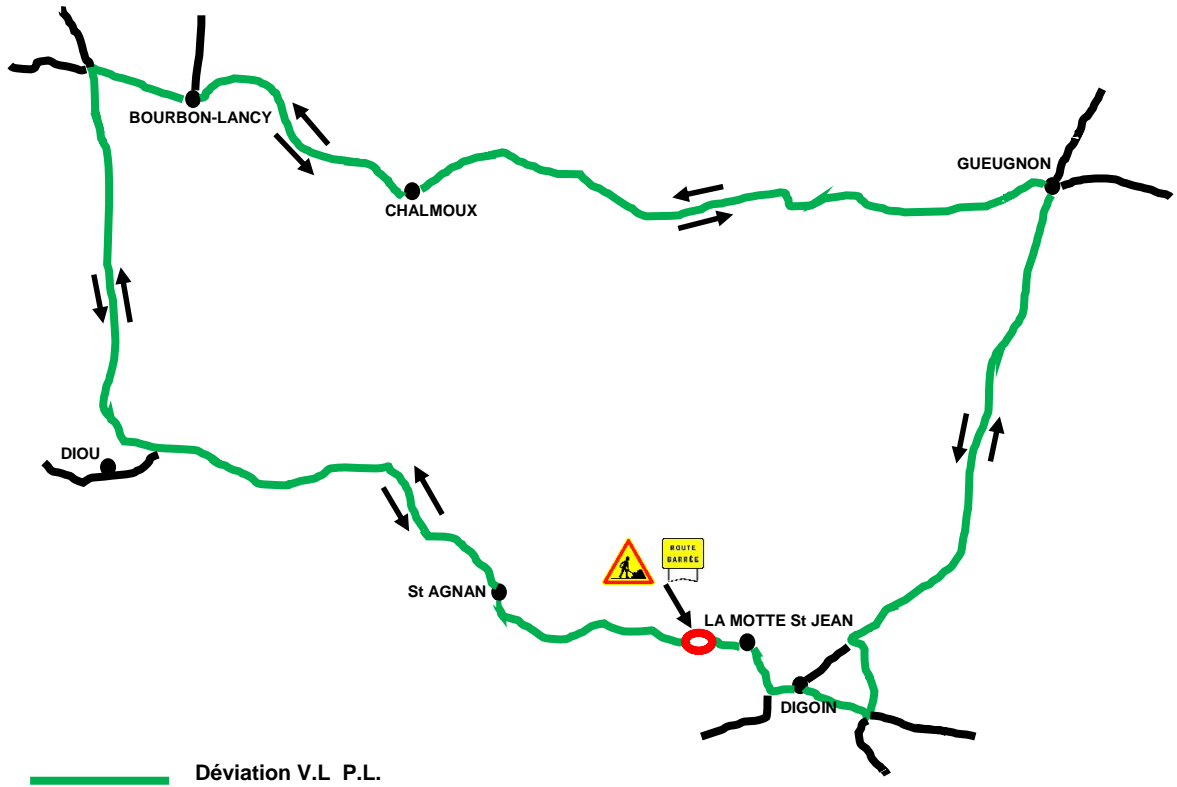 BOURBON-LANCY
GUEUGNON
CHALMOUX
DIOU
ROUTE
BARRÉE
St AGNAN
LA MOTTE St JEAN
DIGOIN
Déviation V.L P.L.